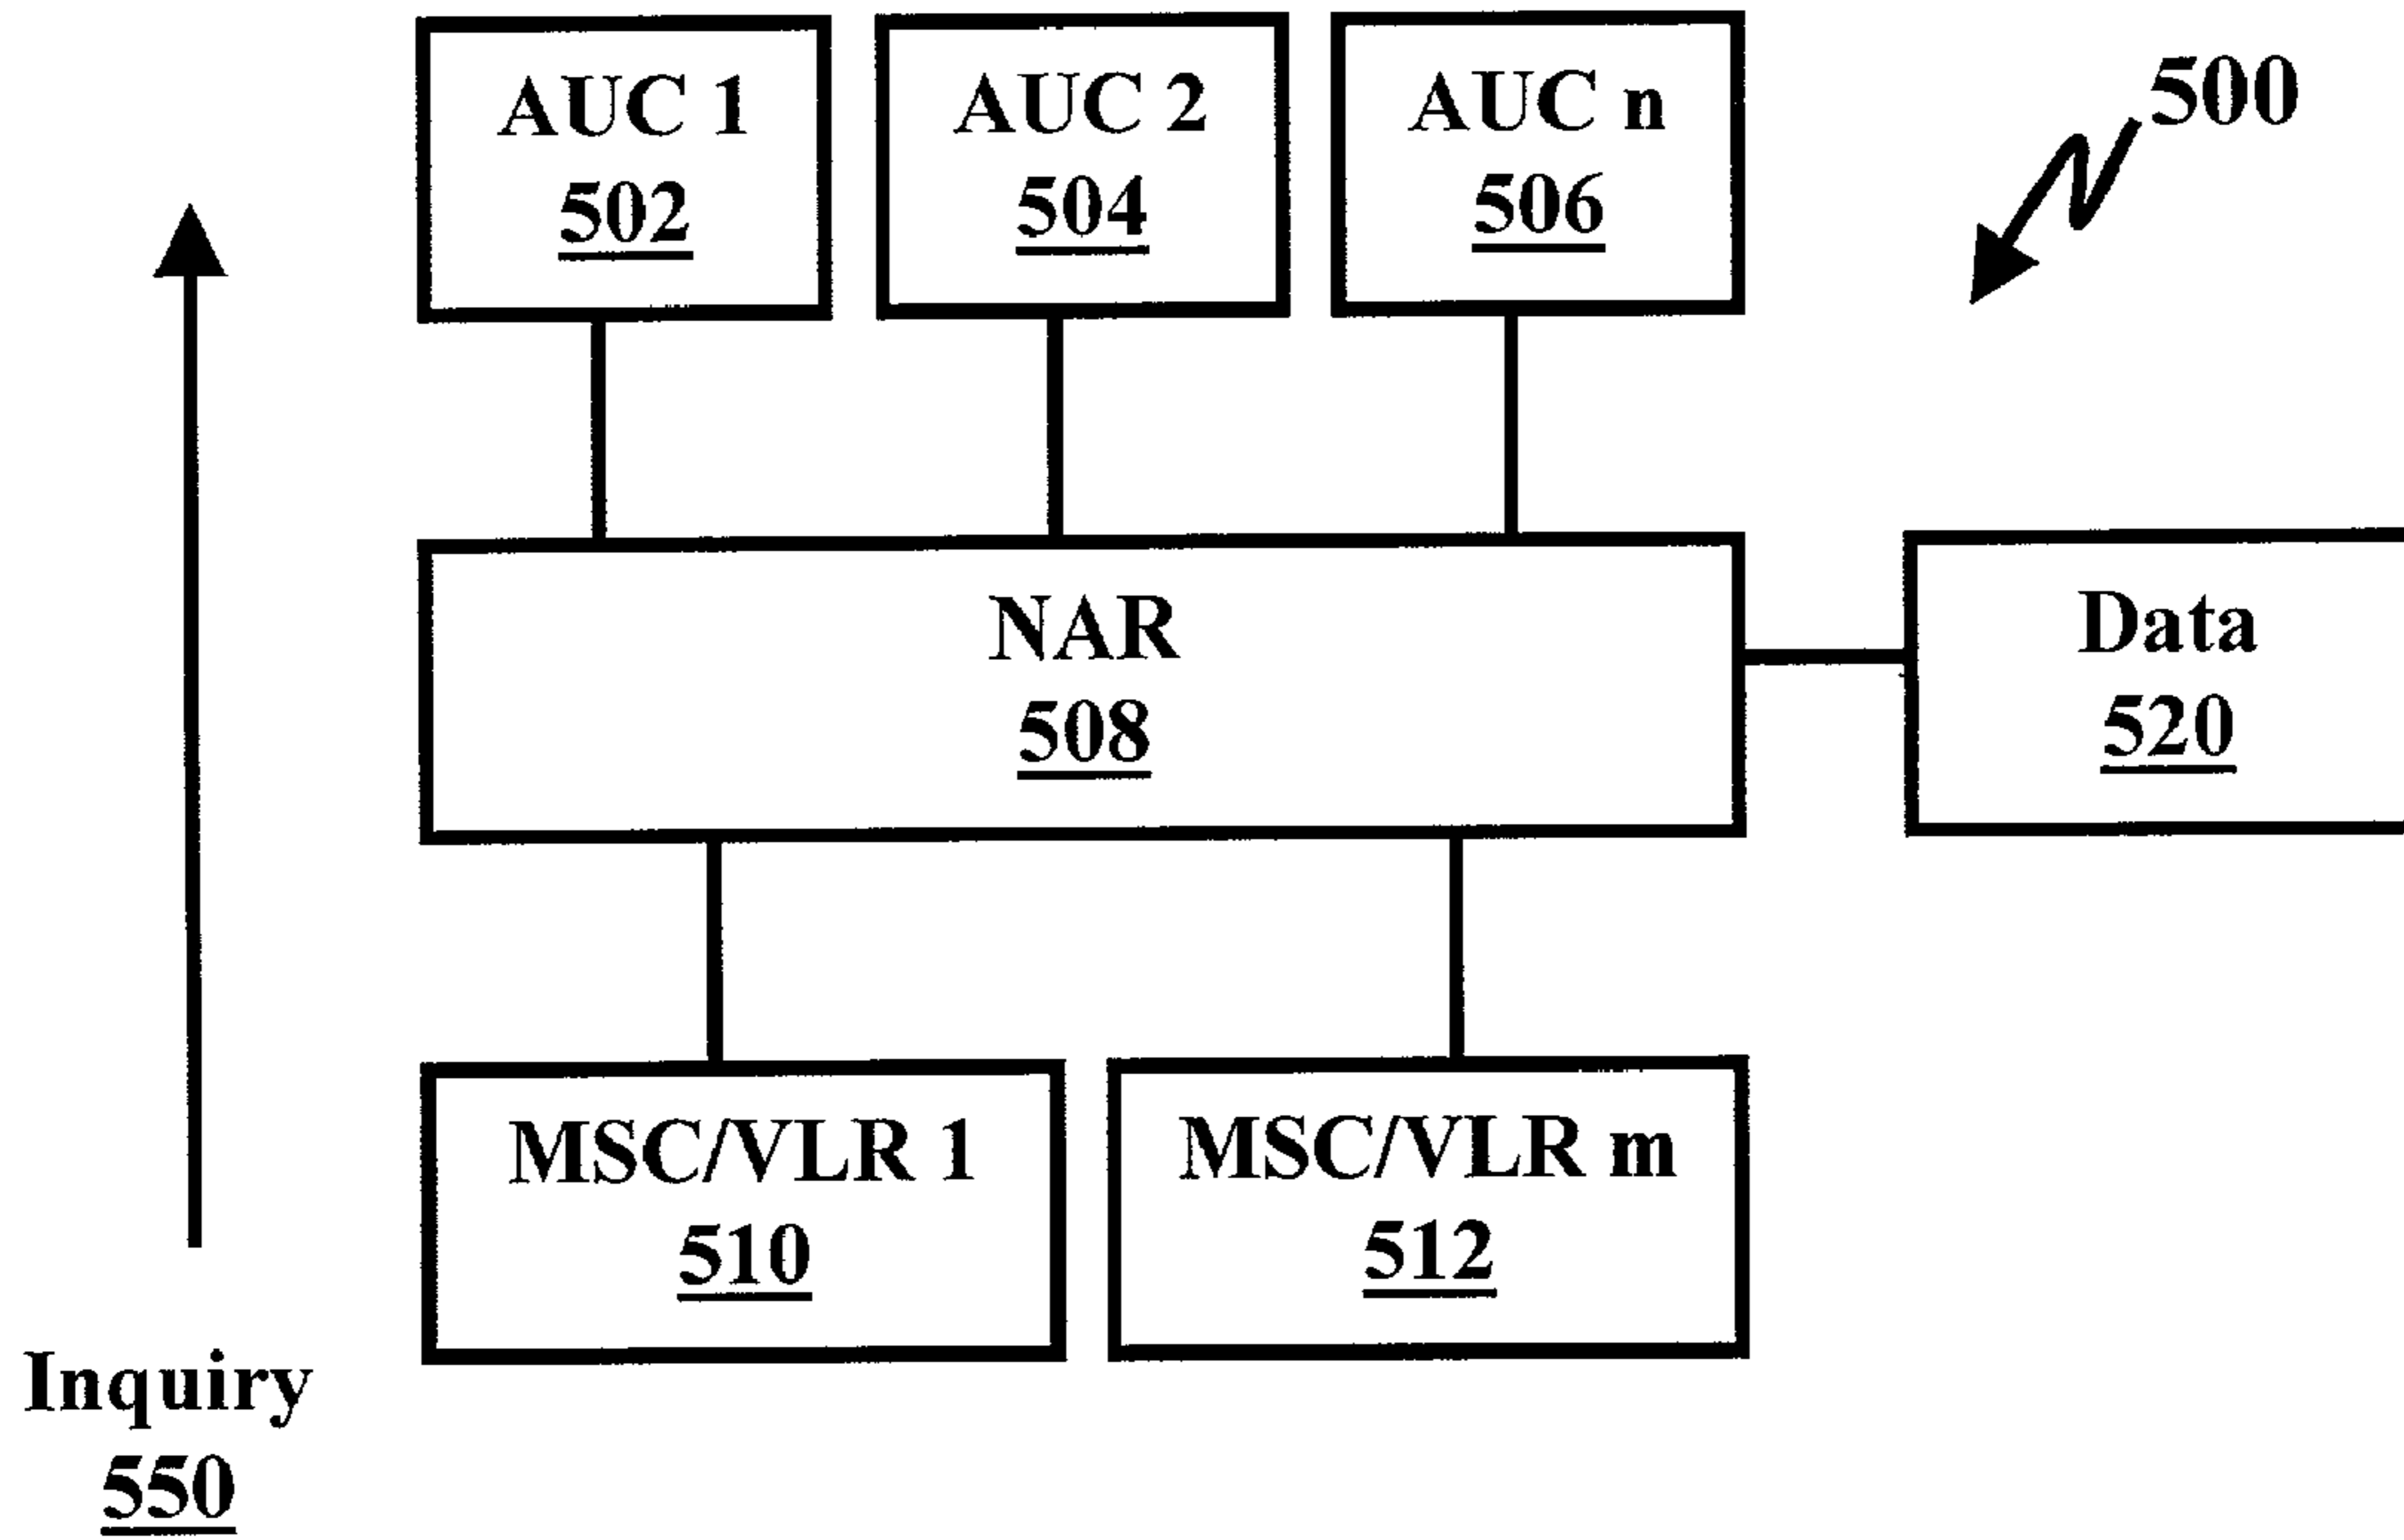 AUC 1
502
AUC 2
504
AUC n
506
500
NAR
508
Data
520
MSC/VLR 1
510
MSC/VLR m
512
Inquiry
550